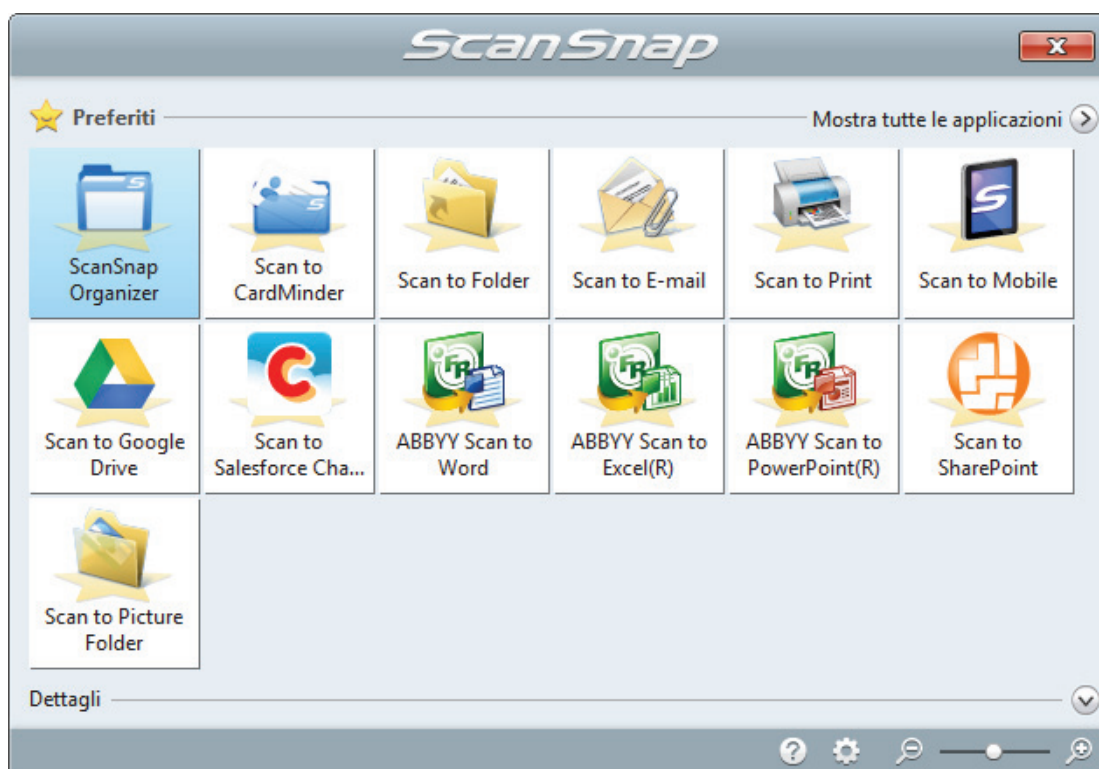 ScanSnap
Preferiti
Mostra tutte le applicazioni
ScanSnap
Organizer
Scan to
CardMinder
Scan to Folder
Scan to E-mail
Scan to Print
Scan to Mobile
Scan to Google
Drive
Scan to
Salesforce Cha...
ABBYY Scan to
Word
ABBYY Scan to
Excel(R)
ABBYY Scan to
PowerPoint(R)
Scan to
SharePoint
Scan to Picture
Folder
Dettagli